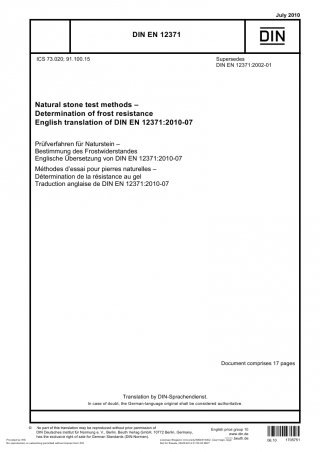 July 2010
DIN EN 12371
DIN
ICS 73.020; 91.100.15
Supersedes
DIN EN 12371:2002-01
Natural stone test methods –
Determination of frost resistance
English translation of DIN EN 12371:2010-07
Prüfverfahren für Naturstein –
Bestimmung des Frostwiderstandes
Englische Übersetzung von DIN EN 12371:2010-07
Méthodes d'essai pour pierres naturelles –
Détermination de la résistance au gel
Traduction anglaise de DIN EN 12371:2010-07
Document comprises 17 pages
Translation by DIN-Sprachendienst.
In case of doubt, the German-language original shall be considered authoritative.
© No part of this translation may be reproduced without prior permission of
DIN Deutsches Institut für Normung e. V., Berlin. Beuth Verlag GmbH, 10772 Berlin, Germany,
has the exclusive right of sale for German Standards (DIN-Normen).
English price group 10
www.din.de
www.beuth.de